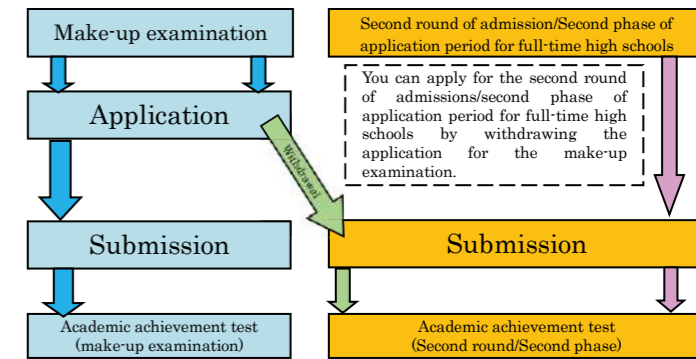 Make-up examination
Second round of admission/Second phase of
application period for full-time high schools
You can apply for the second round
of admissions/second phase of
application period for full-time high
schools by withdrawing the
application for the make-up
examination.
Application
Withdrawal
Submission
Submission
Academic achievement test
(make-up examination)
Academic achievement test
(Second round/Second phase)